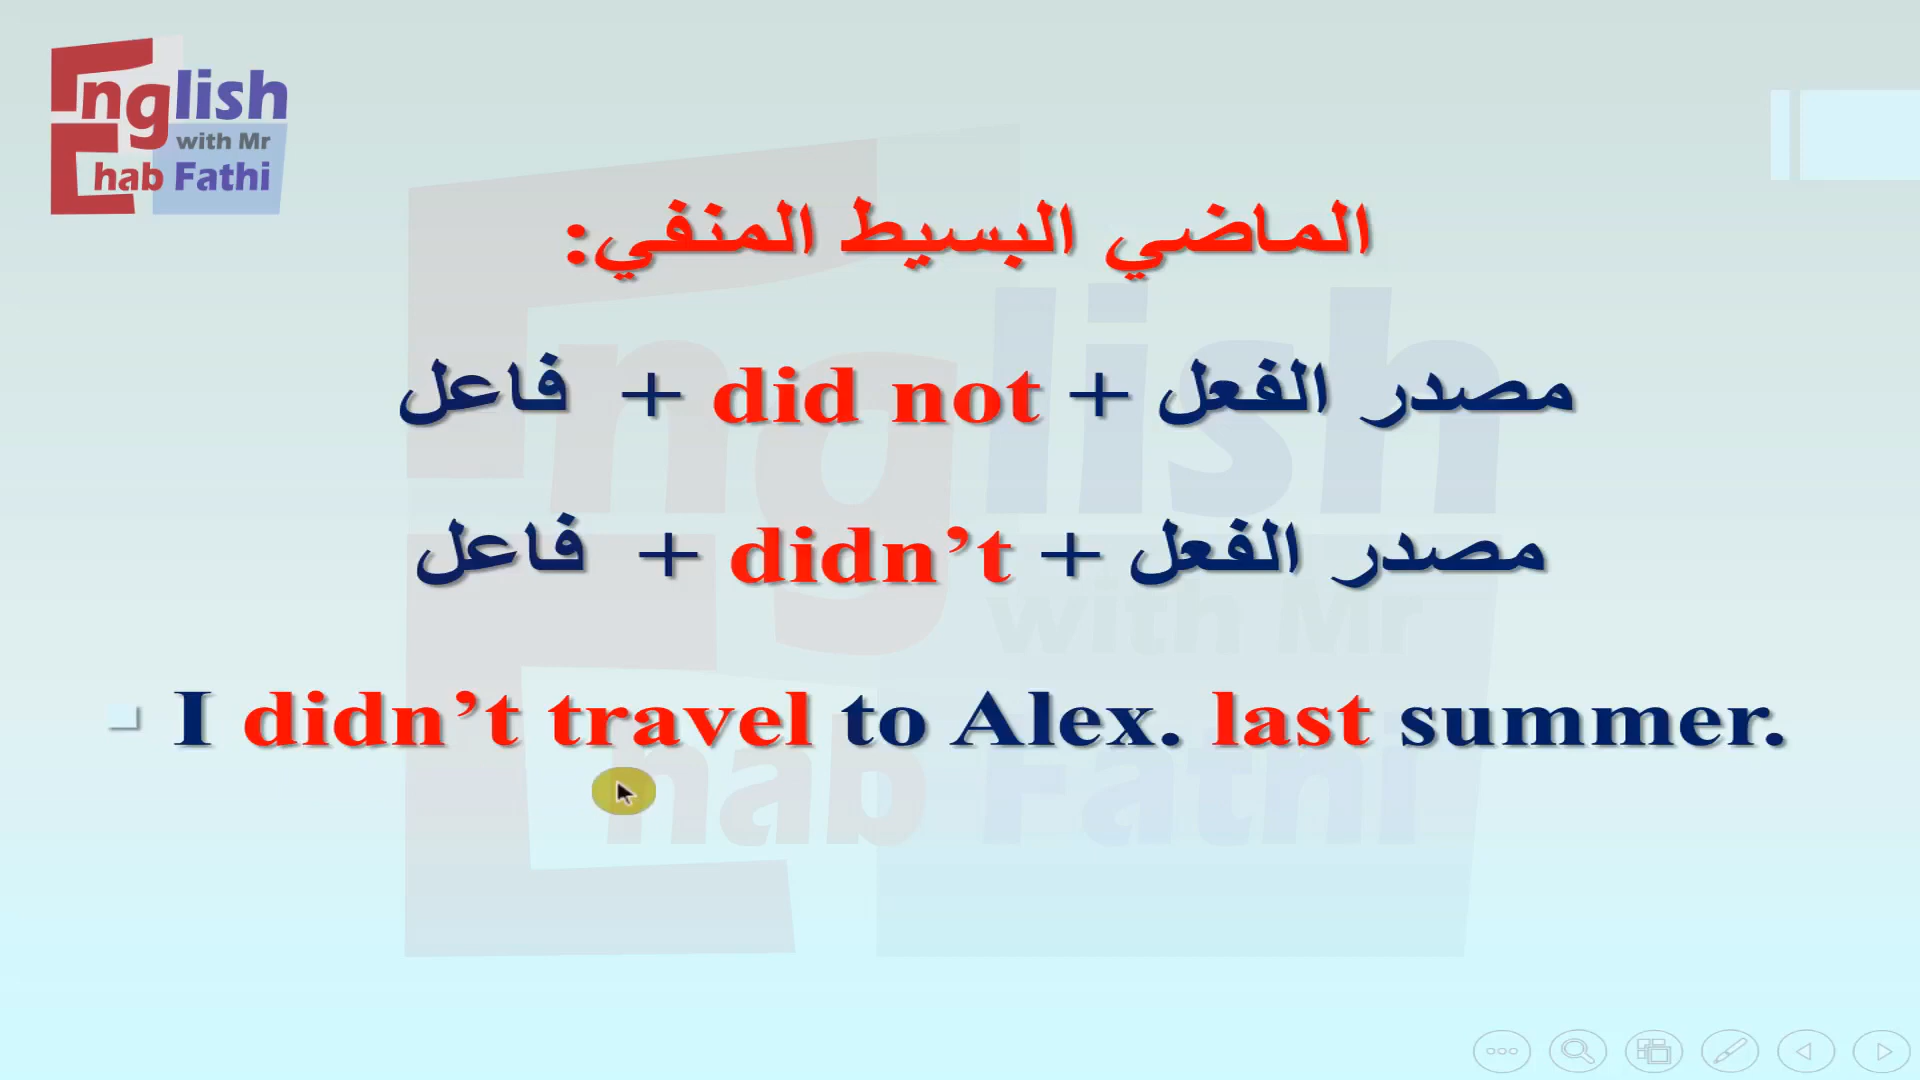 English
with Mr
Ehab Fathi
الماضي البسيط المنفي:
فاعل + did not + مصدر الفعل
فاعل + didn’t + مصدر الفعل
I didn’t travel to Alex. last summer.